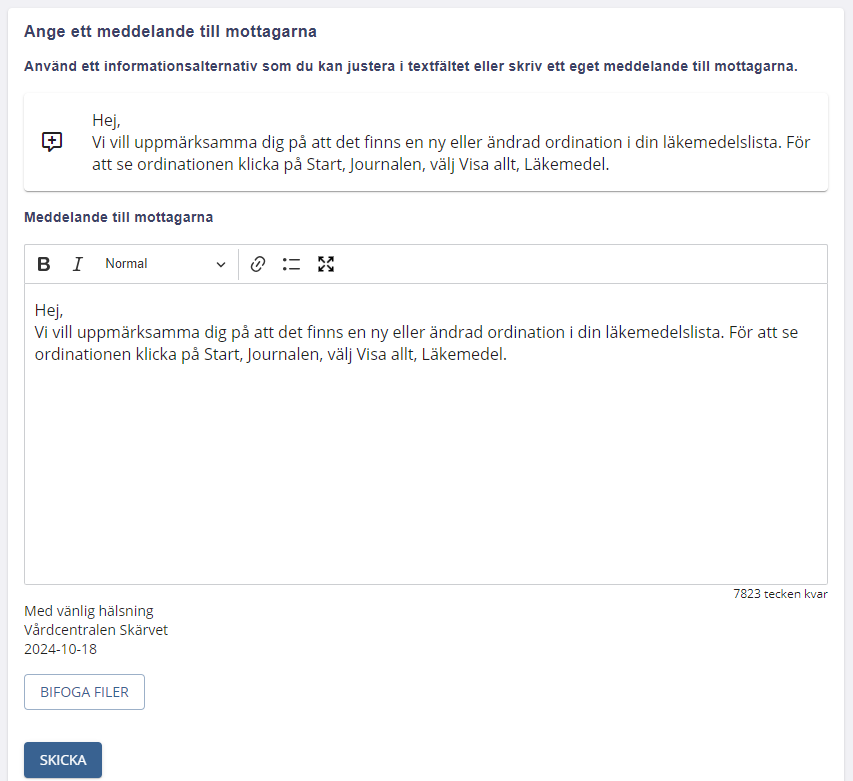 Ange ett meddelande till mottagarna
Använd ett informationsalternativ som du kan justera i textfältet eller skriv ett eget meddelande till mottagarna.
Hej,
Vi vill uppmärksamma dig på att det finns en ny eller ändrad ordination i din läkemedelslista. För
att se ordinationen klicka på Start, Journalen, välj Visa allt, Läkemedel.
Meddelande till mottagarna
B I Normal
Hej,
Vi vill uppmärksamma dig på att det finns en ny eller ändrad ordination i din läkemedelslista. För att se
ordinationen klicka på Start, Journalen, välj Visa allt, Läkemedel.
7823 tecken kvar
Med vänlig hälsning
Vårdcentralen Skärvet
2024-10-18
BIFOGA FILER
SKICKA